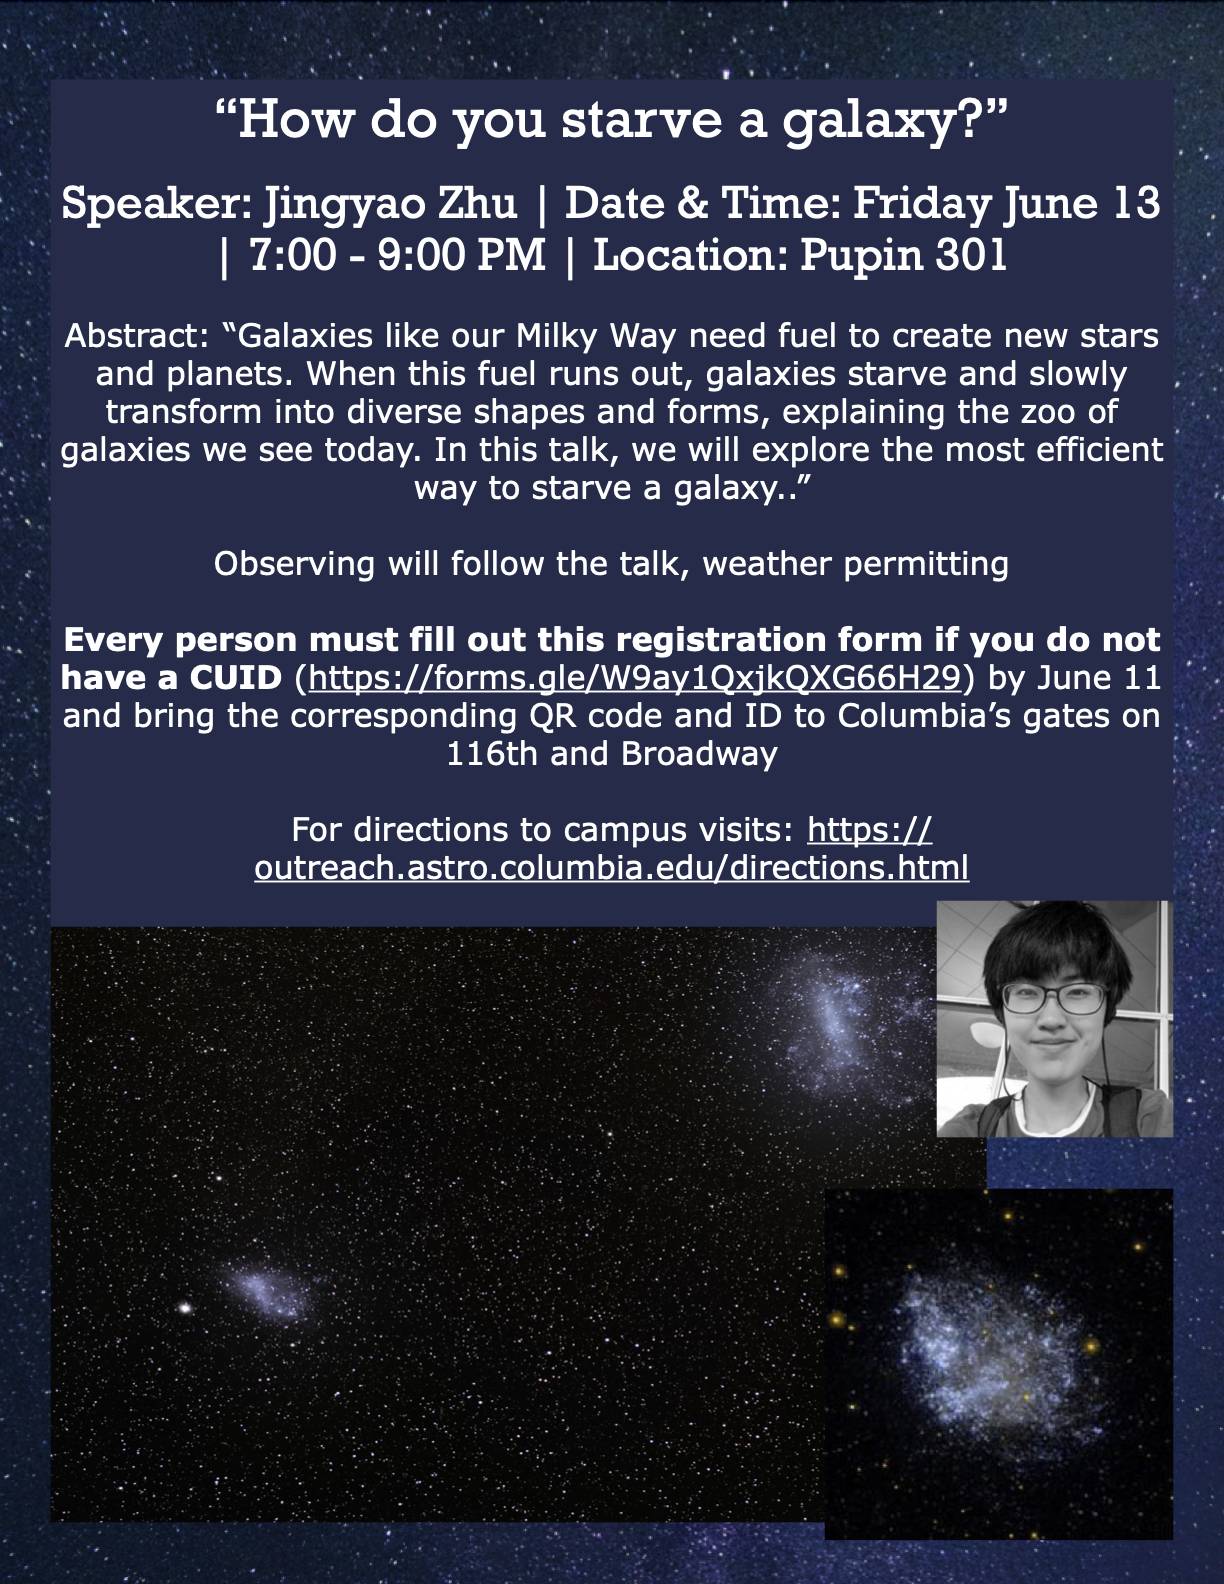 “How do you starve a galaxy?”
Speaker: Jingyao Zhu | Date & Time: Friday June 13
| 7:00 - 9:00 PM | Location: Pupin 301
Abstract: “Galaxies like our Milky Way need fuel to create new stars
and planets. When this fuel runs out, galaxies starve and slowly
transform into diverse shapes and forms, explaining the zoo of
galaxies we see today. In this talk, we will explore the most efficient
way to starve a galaxy..”
Observing will follow the talk, weather permitting
Every person must fill out this registration form if you do not
have a CUID (https://forms.gle/W9ay1QxjkQXG66H29) by June 11
and bring the corresponding QR code and ID to Columbia’s gates on
116th and Broadway
For directions to campus visits: https://
outreach.astro.columbia.edu/directions.html